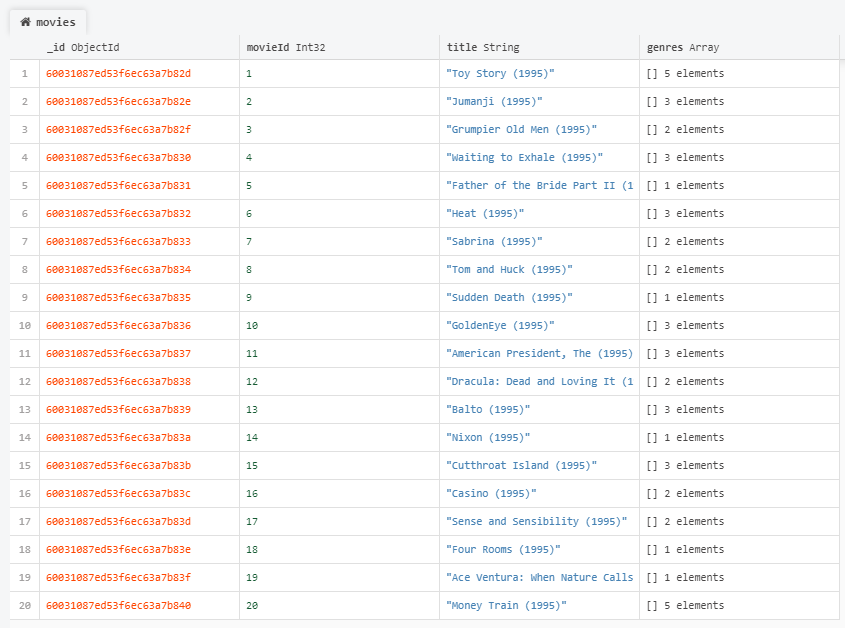 movies
_id ObjectId movieId Int32 title String genres Array
1 60031087ed53f6ec63a7b82d 1 "Toy Story (1995)" [] 5 elements
2 60031087ed53f6ec63a7b82e 2 "Jumanji (1995)" [] 3 elements
3 60031087ed53f6ec63a7b82f 3 "Grumpier Old Men (1995)" [] 2 elements
4 60031087ed53f6ec63a7b830 4 "Waiting to Exhale (1995)" [] 3 elements
5 60031087ed53f6ec63a7b831 5 "Father of the Bride Part II (1 [] 1 elements
6 60031087ed53f6ec63a7b832 6 "Heat (1995)" [] 3 elements
7 60031087ed53f6ec63a7b833 7 "Sabrina (1995)" [] 2 elements
8 60031087ed53f6ec63a7b834 8 "Tom and Huck (1995)" [] 2 elements
9 60031087ed53f6ec63a7b835 9 "Sudden Death (1995)" [] 1 elements
10 60031087ed53f6ec63a7b836 10 "GoldenEye (1995)" [] 3 elements
11 60031087ed53f6ec63a7b837 11 "American President, The (1995) [] 3 elements
12 60031087ed53f6ec63a7b838 12 "Dracula: Dead and Loving It (1 [] 2 elements
13 60031087ed53f6ec63a7b839 13 "Balto (1995)" [] 3 elements
14 60031087ed53f6ec63a7b83a 14 "Nixon (1995)" [] 1 elements
15 60031087ed53f6ec63a7b83b 15 "Cutthroat Island (1995)" [] 3 elements
16 60031087ed53f6ec63a7b83c 16 "Casino (1995)" [] 2 elements
17 60031087ed53f6ec63a7b83d 17 "Sense and Sensibility (1995)" [] 2 elements
18 60031087ed53f6ec63a7b83e 18 "Four Rooms (1995)" [] 1 elements
19 60031087ed53f6ec63a7b83f 19 "Ace Ventura: When Nature Calls [] 1 elements
20 60031087ed53f6ec63a7b840 20 "Money Train (1995)" [] 5 elements